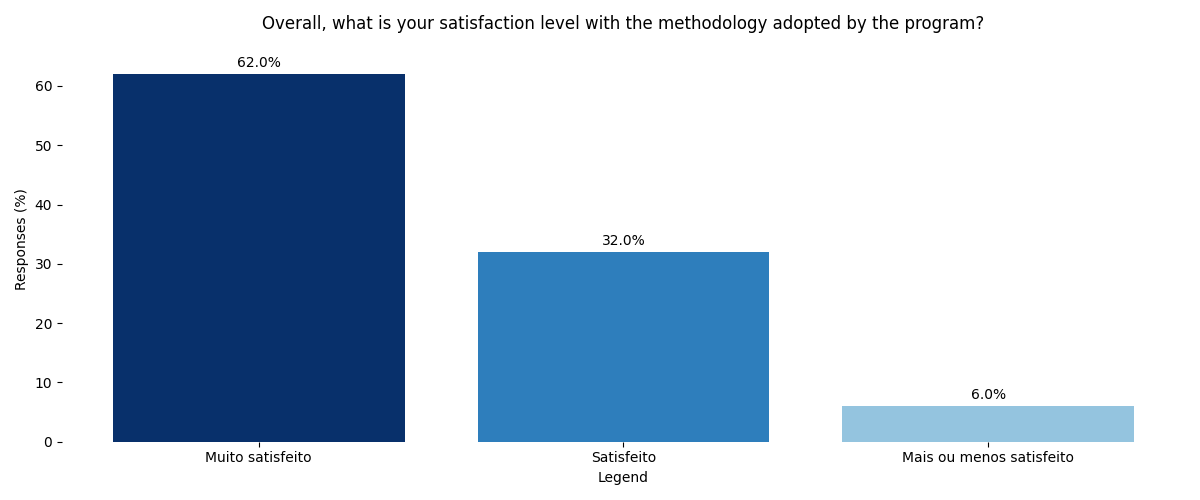 Overall, what is your satisfaction level with the methodology adopted by the program?
62.0%
32.0%
6.0%
60
50
40
30
20
10
0
Responses (%)
Muito satisfeito
Satisfeito
Mais ou menos satisfeito
Legend